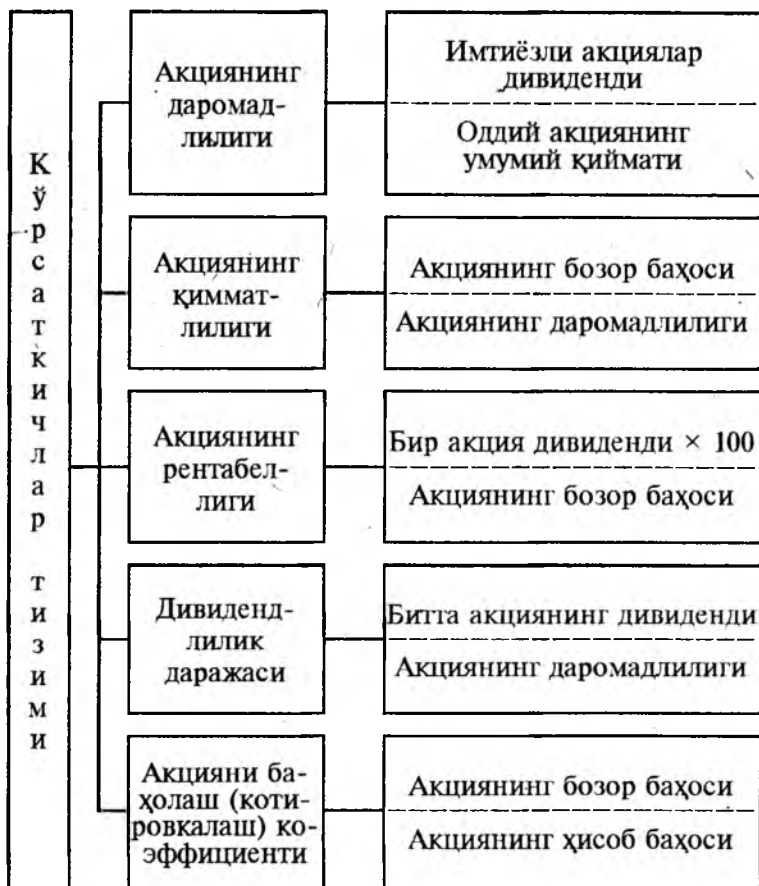 Кўрсаткичлар тизими
Акциянинг
даромад-
лилиги
Имтиёзли акциялар
дивиденди
Оддий акциянинг
умумий қиймати
Акциянинг
қиммат-
лилиги
Акциянинг бозор баҳоси
Акциянинг даромадлилиги
Акциянинг
рентабел-
лиги
Бир акция дивиденди × 100
Акциянинг бозор баҳоси
Дивиденд-
лилик
даражаси
Битта акциянинг дивиденди
Акциянинг даромадлилиги
Акцияни ба-
ҳолаш (коти-
ровкалаш) ко-
эффициенти
Акциянинг бозор баҳоси
Акциянинг ҳисоб баҳоси